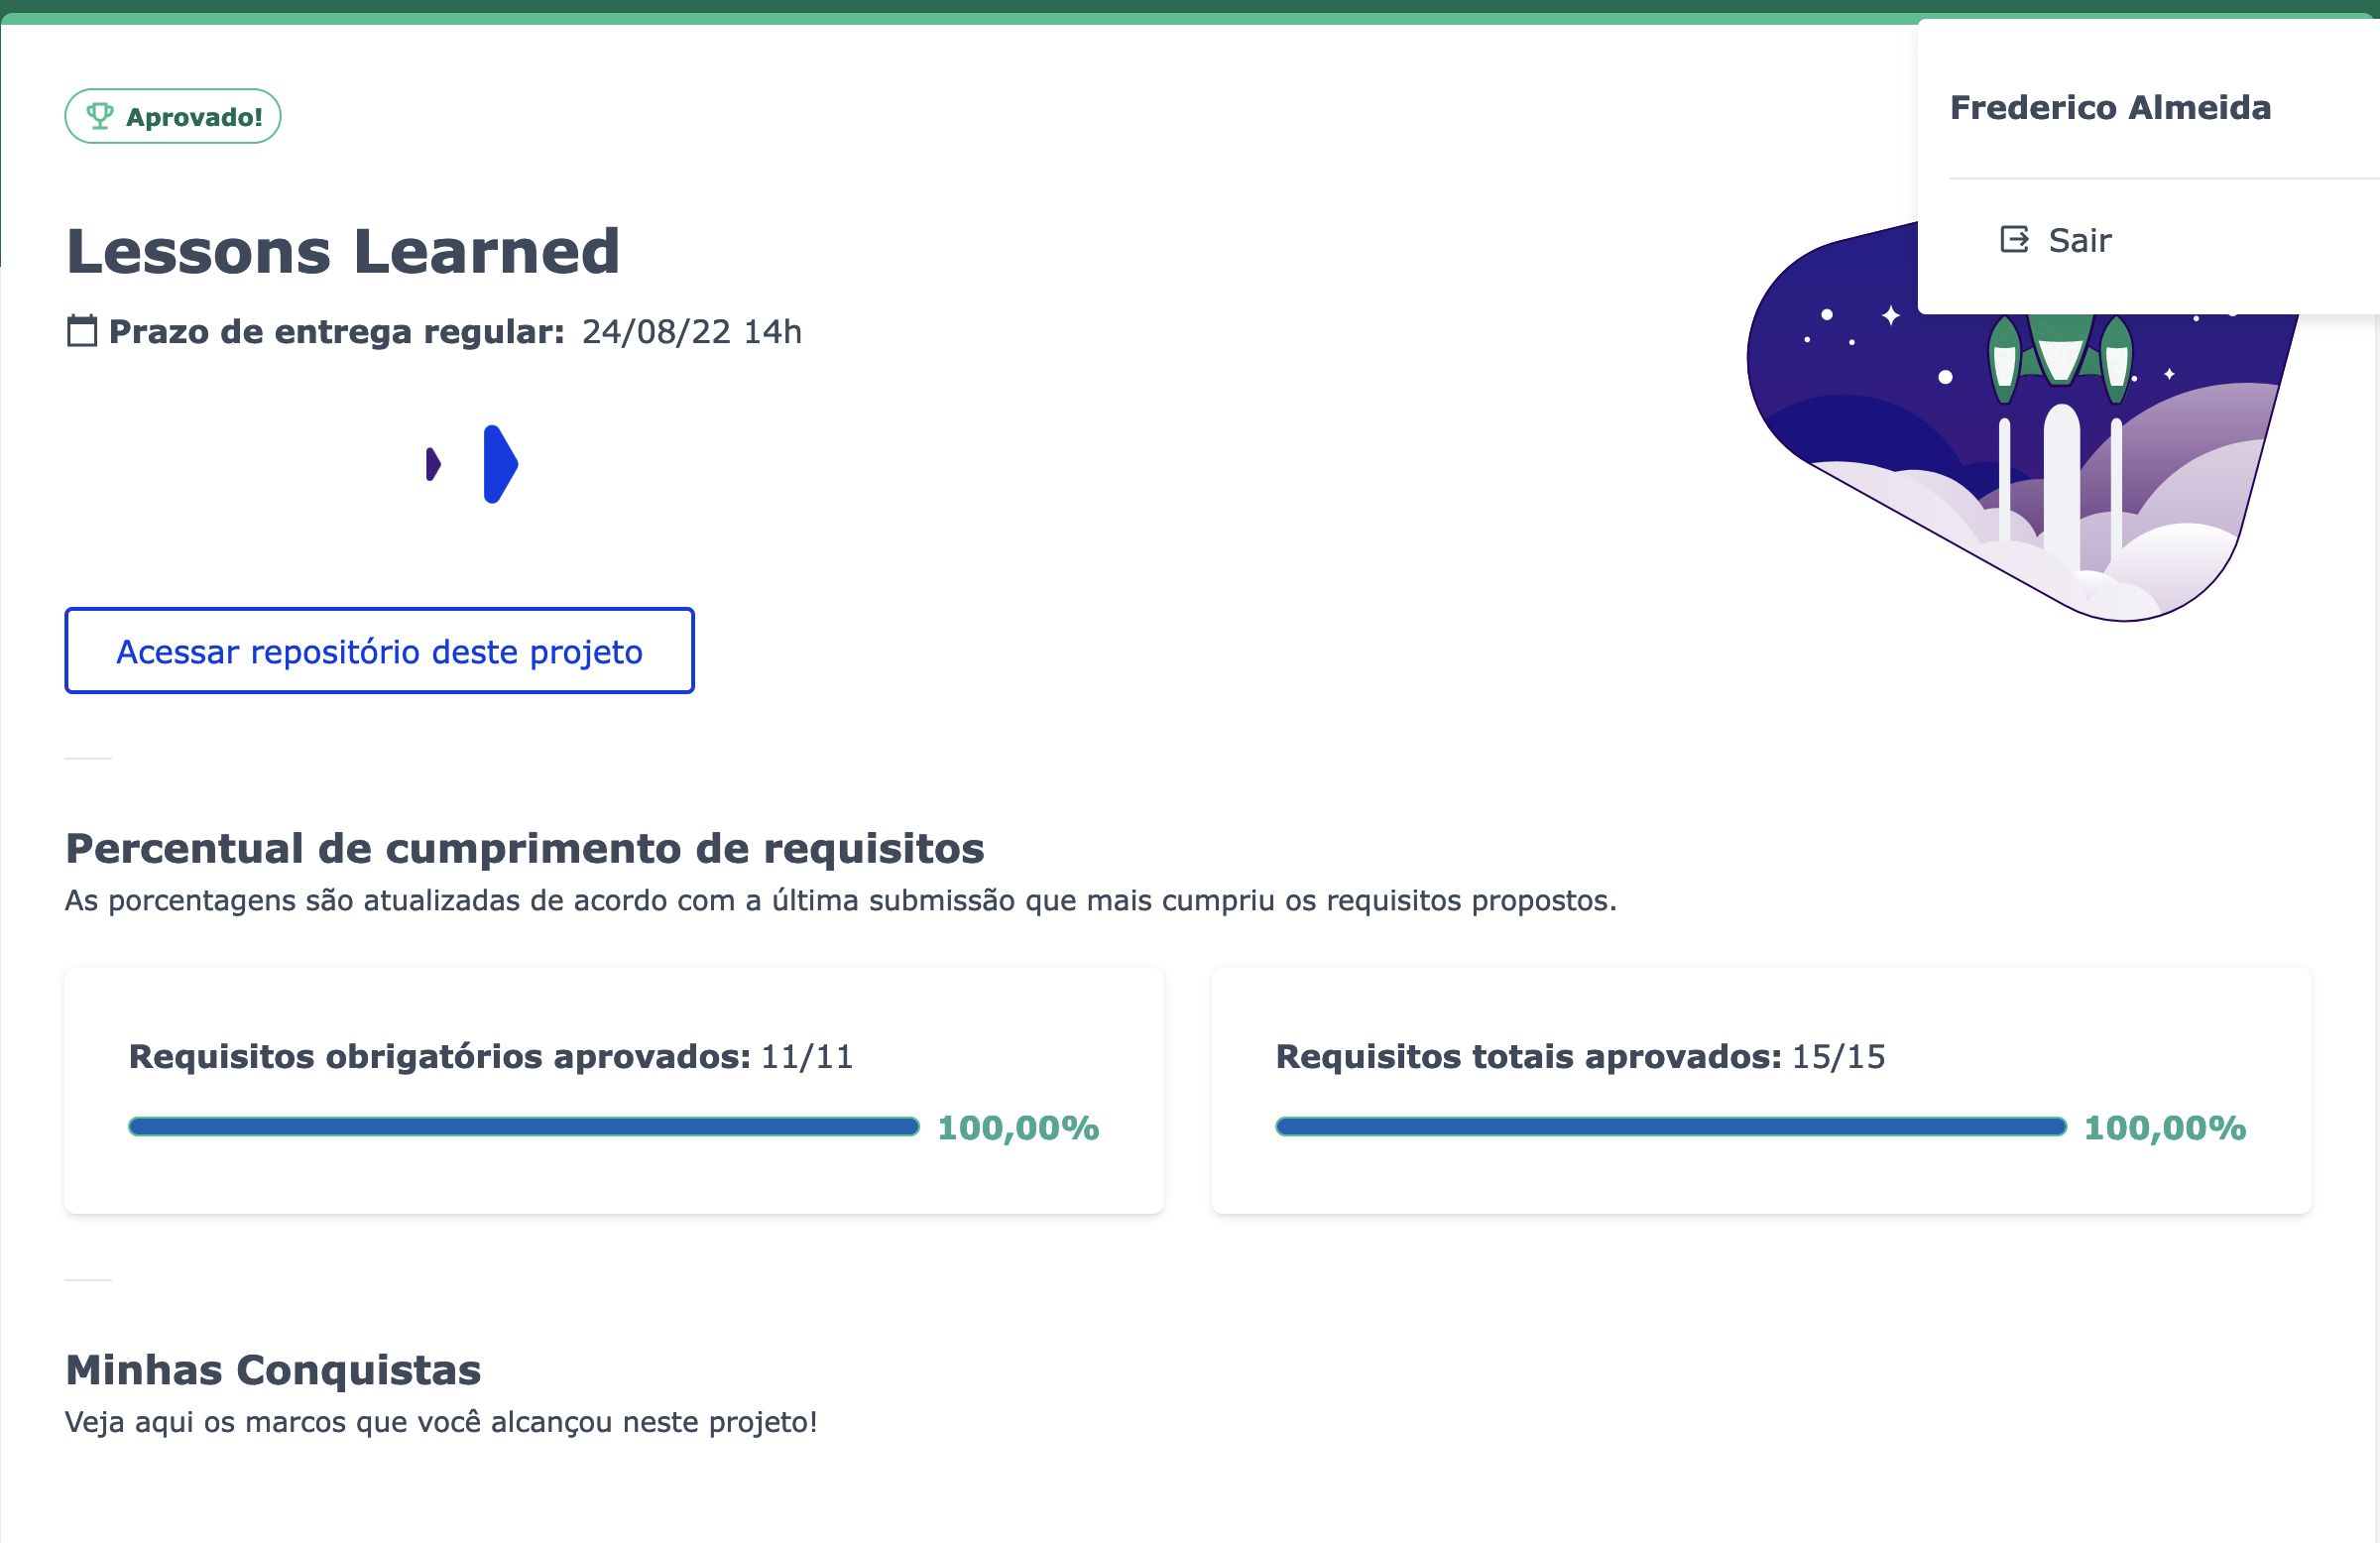 Aprovado!
Frederico Almeida
Sair
Lessons Learned
Prazo de entrega regular: 24/08/22 14h
Acessar repositório deste projeto
Percentual de cumprimento de requisitos
As porcentagens são atualizadas de acordo com a última submissão que mais cumpriu os requisitos propostos.
Requisitos obrigatórios aprovados: 11/11
100,00%
Requisitos totais aprovados: 15/15
100,00%
Minhas Conquistas
Veja aqui os marcos que você alcançou neste projeto!